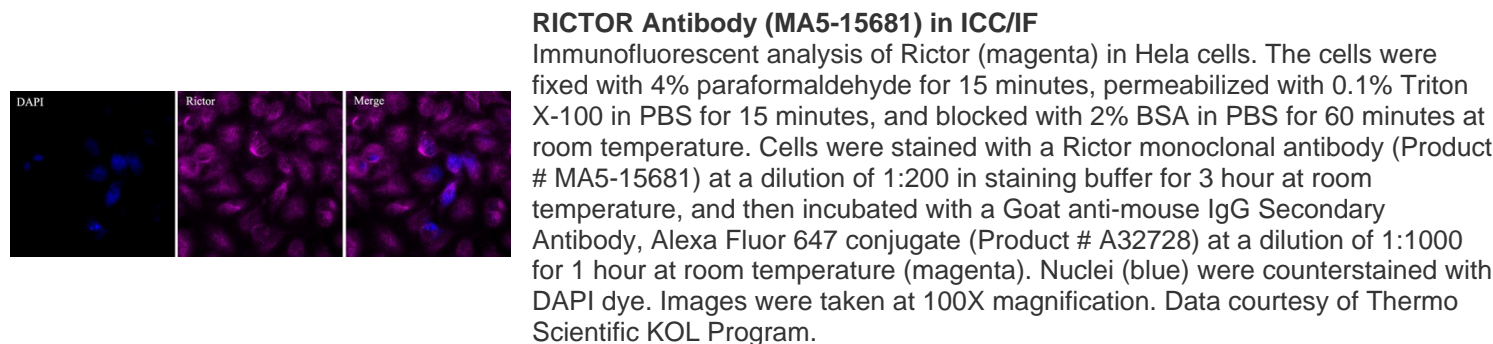 RICTOR Antibody (MA5-15681) in ICC/IF
Immunofluorescent analysis of Rictor (magenta) in Hela cells. The cells were
fixed with 4% paraformaldehyde for 15 minutes, permeabilized with 0.1% Triton
X-100 in PBS for 15 minutes, and blocked with 2% BSA in PBS for 60 minutes at
room temperature. Cells were stained with a Rictor monoclonal antibody (Product
# MA5-15681) at a dilution of 1:200 in staining buffer for 3 hour at room
temperature, and then incubated with a Goat anti-mouse IgG Secondary
Antibody, Alexa Fluor 647 conjugate (Product # A32728) at a dilution of 1:1000
for 1 hour at room temperature (magenta). Nuclei (blue) were counterstained with
DAPI dye. Images were taken at 100X magnification. Data courtesy of Thermo
Scientific KOL Program.
DAPI
Rictor
Merge